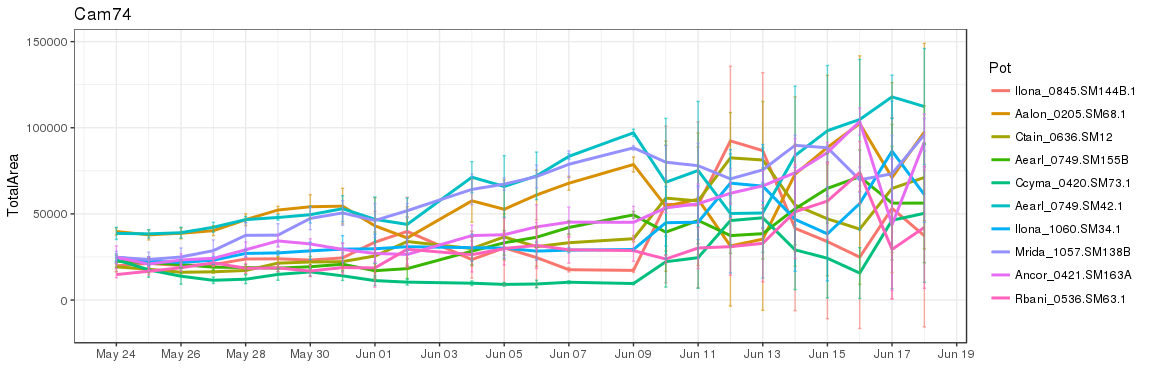 Cam74
TotalArea
150000
100000
50000
0
May 24 May 26 May 28 May 30 Jun 01 Jun 03 Jun 05 Jun 07 Jun 09 Jun 11 Jun 13 Jun 15 Jun 17 Jun 19
Pot
Ilona_0845.SM144B.1
Aalon_0205.SM68.1
Ctain_0636.SM12
Aearl_0749.SM155B
Ccyma_0420.SM73.1
Aearl_0749.SM42.1
Ilona_1060.SM34.1
Mrida_1057.SM138B
Ancor_0421.SM163A
Rbani_0536.SM63.1